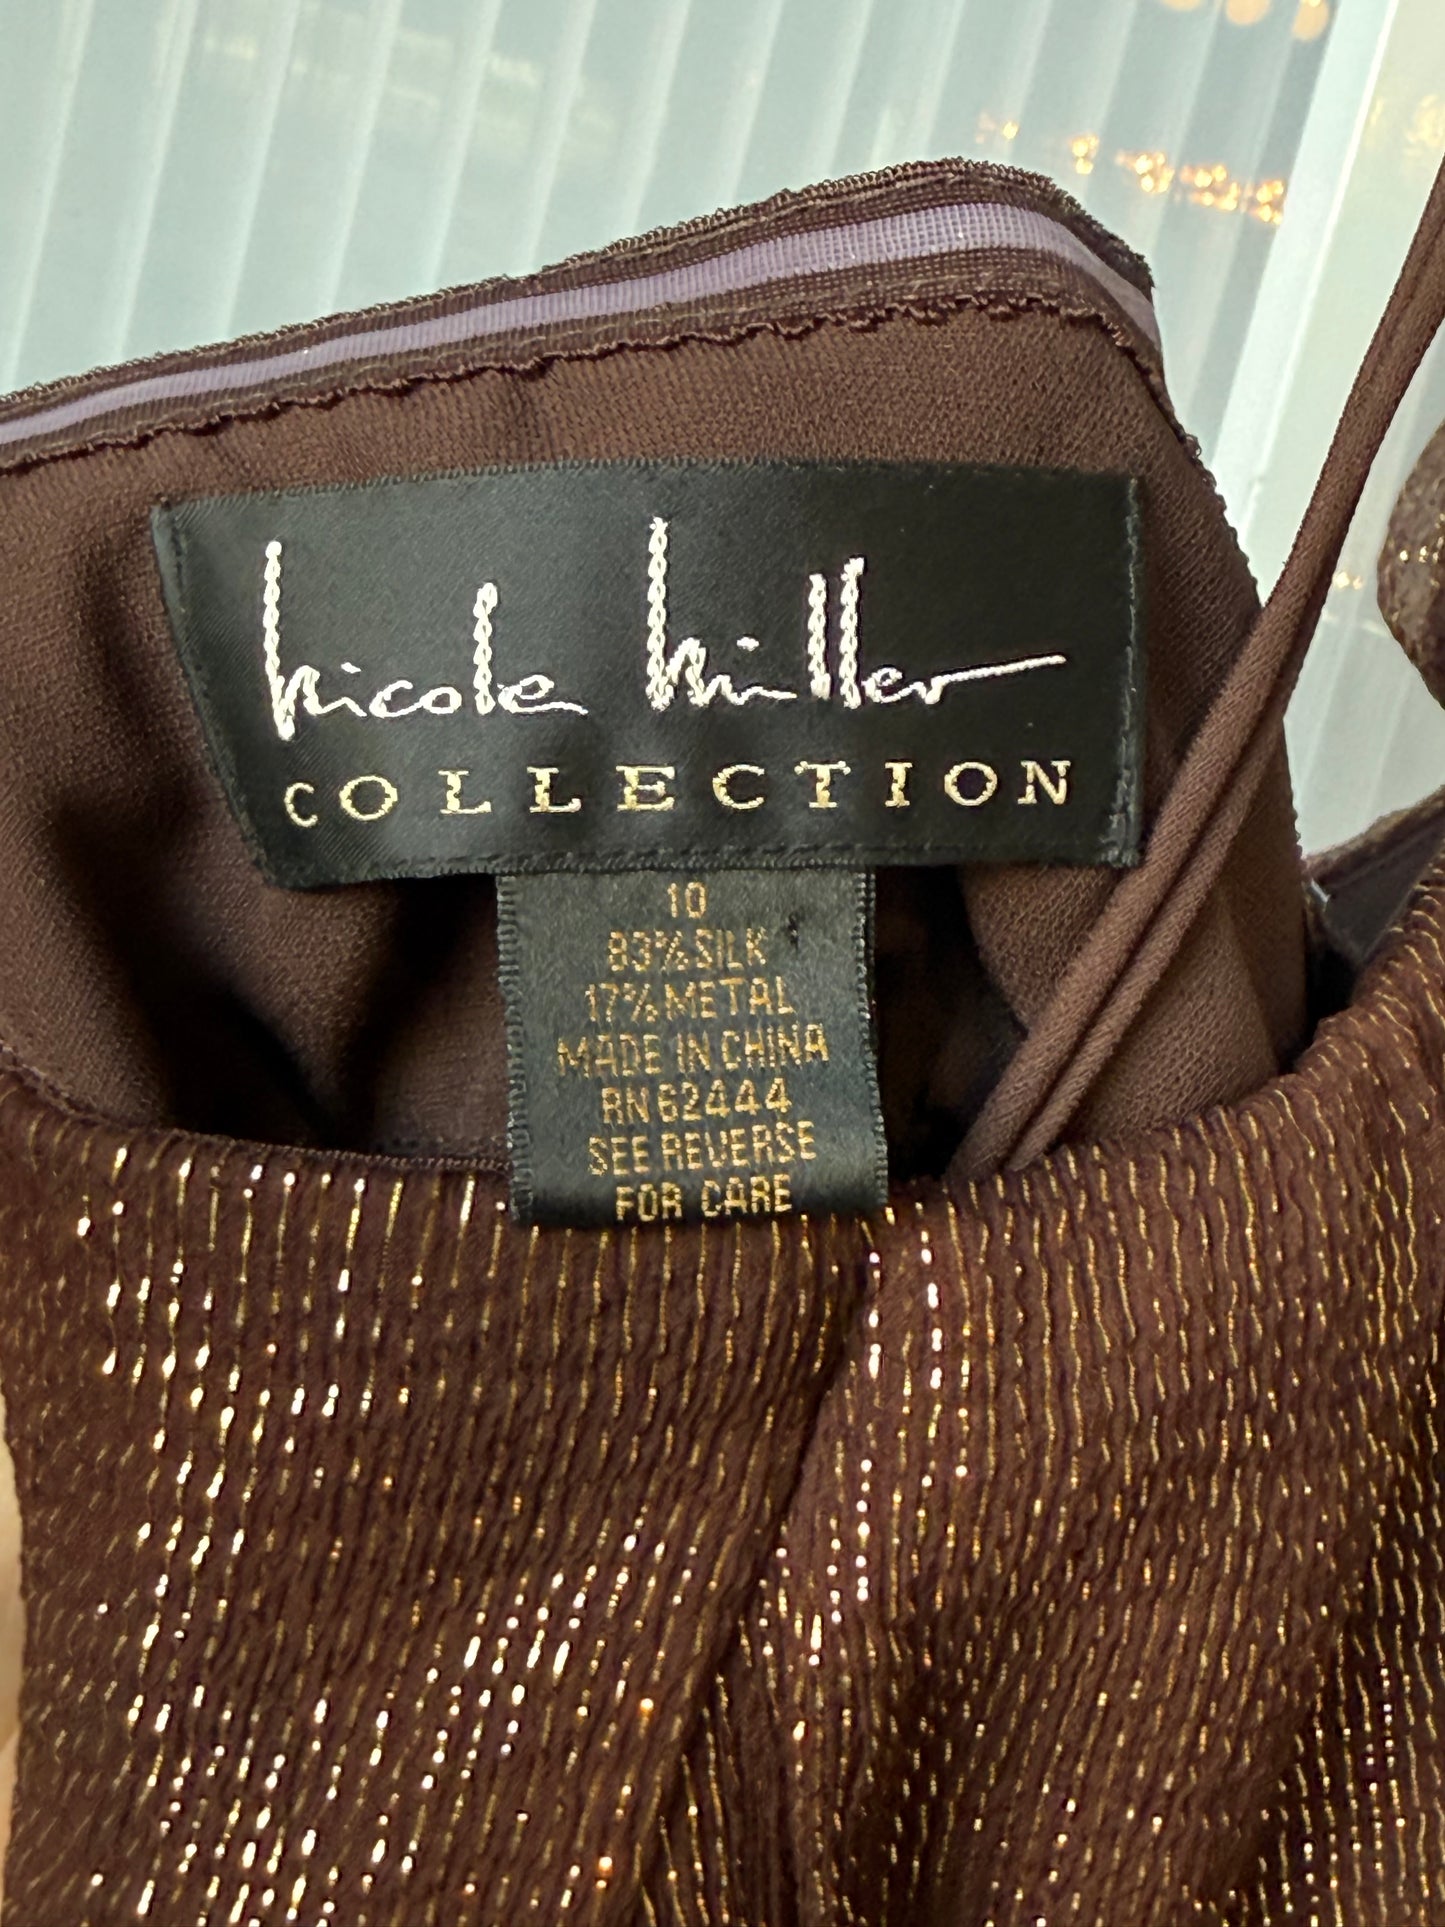 nicole miller
COLLECTION
10
83% SILK
17% METAL
MADE IN CHINA
RN 62444
SEE REVERSE
FOR CARE